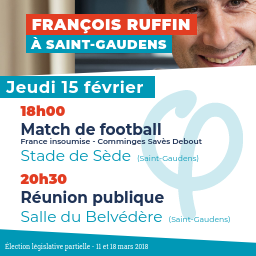 FRANÇOIS RUFFIN
À SAINT-GAUDENS
Jeudi 15 février
18h00
Match de football
France insoumise - Comminges Savès Debout
Stade de Sède (Saint-Gaudens)
20h30
Réunion publique
Salle du Belvédère (Saint-Gaudens)
Élection législative partielle - 11 et 18 mars 2018